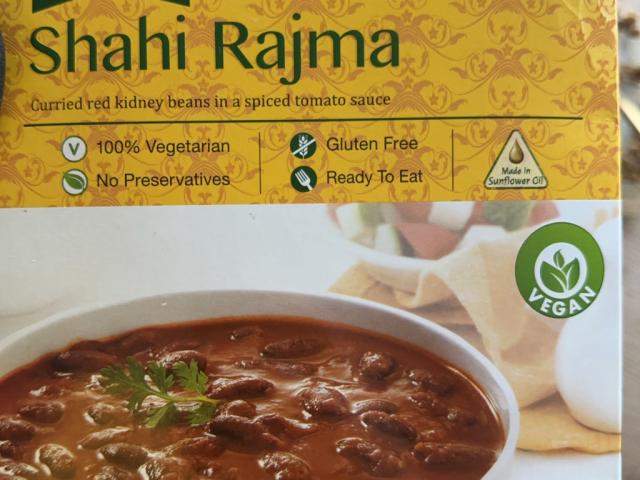 Shahi Rajma
Curried red kidney beans in a spiced tomato sauce
V 100% Vegetarian
No Preservatives
Gluten Free
Ready To Eat
Made in
Sunflower Oil
VEGAN